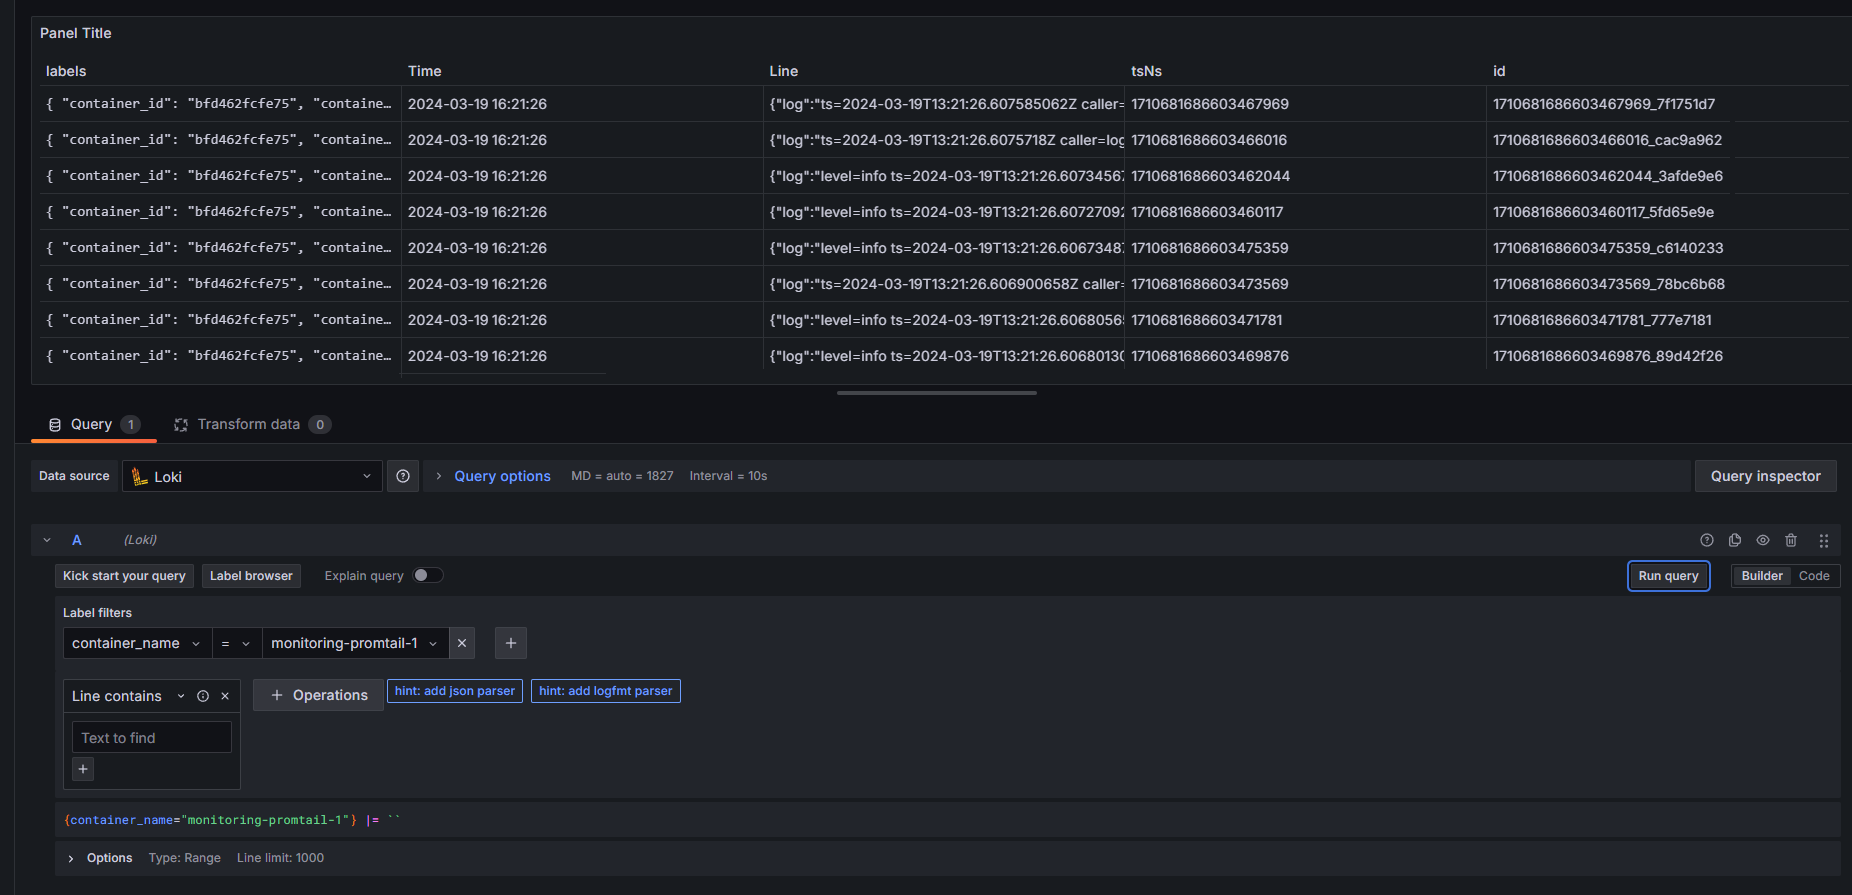 Panel Title
labels Time Line tsNs id
{ "container_id": "bfd462fcfe75", "containe… 2024-03-19 16:21:26 {"log":"ts=2024-03-19T13:21:26.607585062Z caller= 1710681686603467969 1710681686603467969_7f1751d7
{ "container_id": "bfd462fcfe75", "containe… 2024-03-19 16:21:26 {"log":"ts=2024-03-19T13:21:26.6075718Z caller=log 1710681686603466016 1710681686603466016_cac9a962
{ "container_id": "bfd462fcfe75", "containe… 2024-03-19 16:21:26 {"log":"level=info ts=2024-03-19T13:21:26.60734567 1710681686603462044 1710681686603462044_3afde9e6
{ "container_id": "bfd462fcfe75", "containe… 2024-03-19 16:21:26 {"log":"level=info ts=2024-03-19T13:21:26.60727092 1710681686603460117 1710681686603460117_5fd65e9e
{ "container_id": "bfd462fcfe75", "containe… 2024-03-19 16:21:26 {"log":"level=info ts=2024-03-19T13:21:26.60673487 1710681686603475359 1710681686603475359_c6140233
{ "container_id": "bfd462fcfe75", "containe… 2024-03-19 16:21:26 {"log":"ts=2024-03-19T13:21:26.606900658Z caller= 1710681686603473569 1710681686603473569_78bc6b68
{ "container_id": "bfd462fcfe75", "containe… 2024-03-19 16:21:26 {"log":"level=info ts=2024-03-19T13:21:26.60680565 1710681686603471781 1710681686603471781_777e7181
{ "container_id": "bfd462fcfe75", "containe… 2024-03-19 16:21:26 {"log":"level=info ts=2024-03-19T13:21:26.60680130 1710681686603469876 1710681686603469876_89d42f26
Query 1 Transform data 0
Data source Loki Query options MD = auto = 1827 Interval = 10s Query inspector
A (Loki)
Kick start your query Label browser Explain query Run query Builder Code
Label filters
container_name = monitoring-promtail-1
Line contains + Operations hint: add json parser hint: add logfmt parser
Text to find
+
{container_name="monitoring-promtail-1"} |= ``
Options Type: Range Line limit: 1000